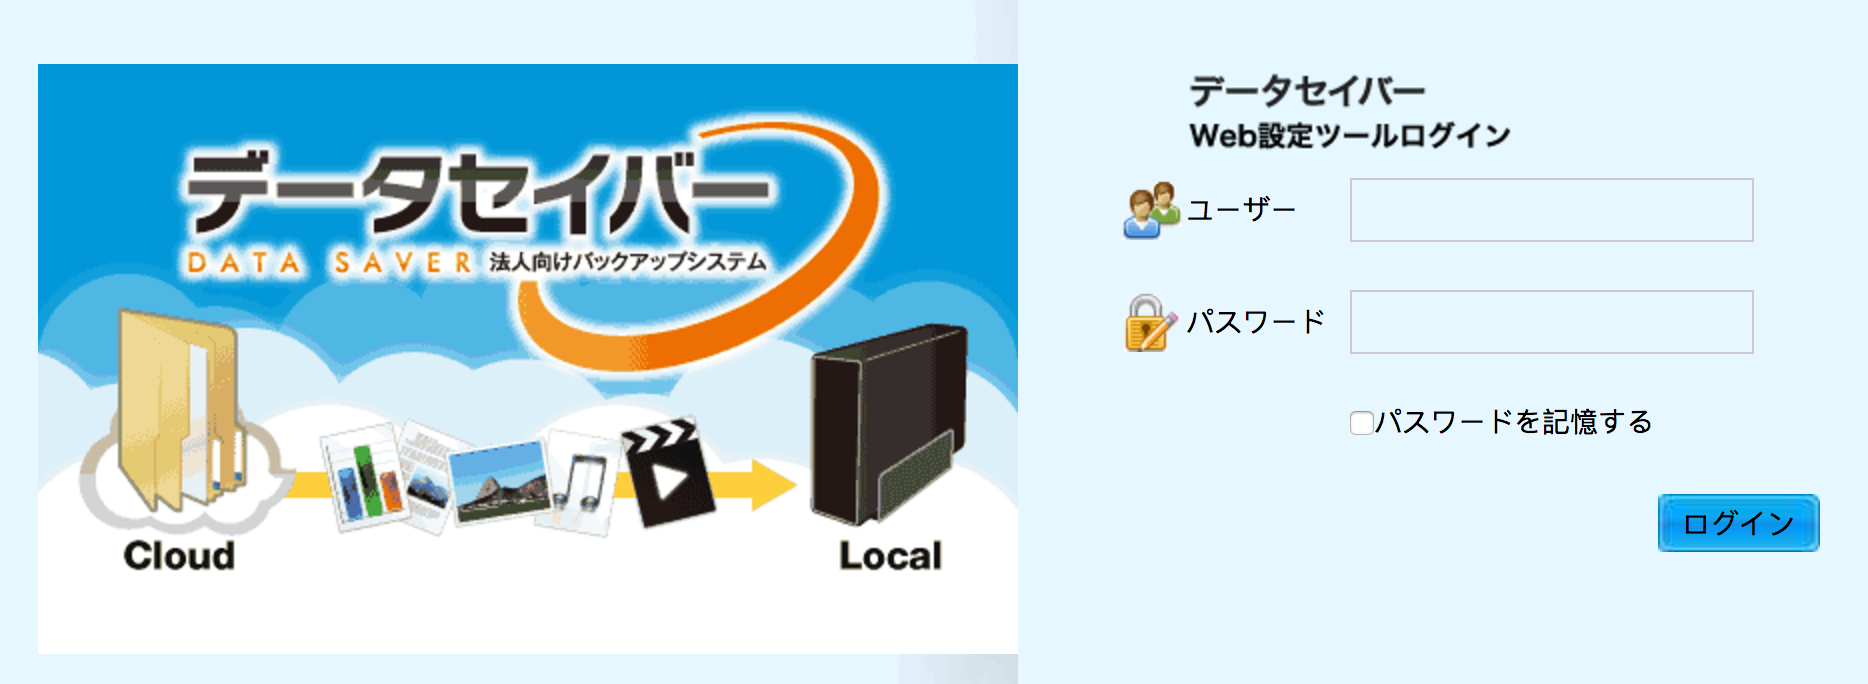 データセイバー
DATA SAVER 法人向けバックアップシステム
Cloud
Local
データセイバー
Web設定ツールログイン
ユーザー
パスワード
パスワードを記憶する
ログイン